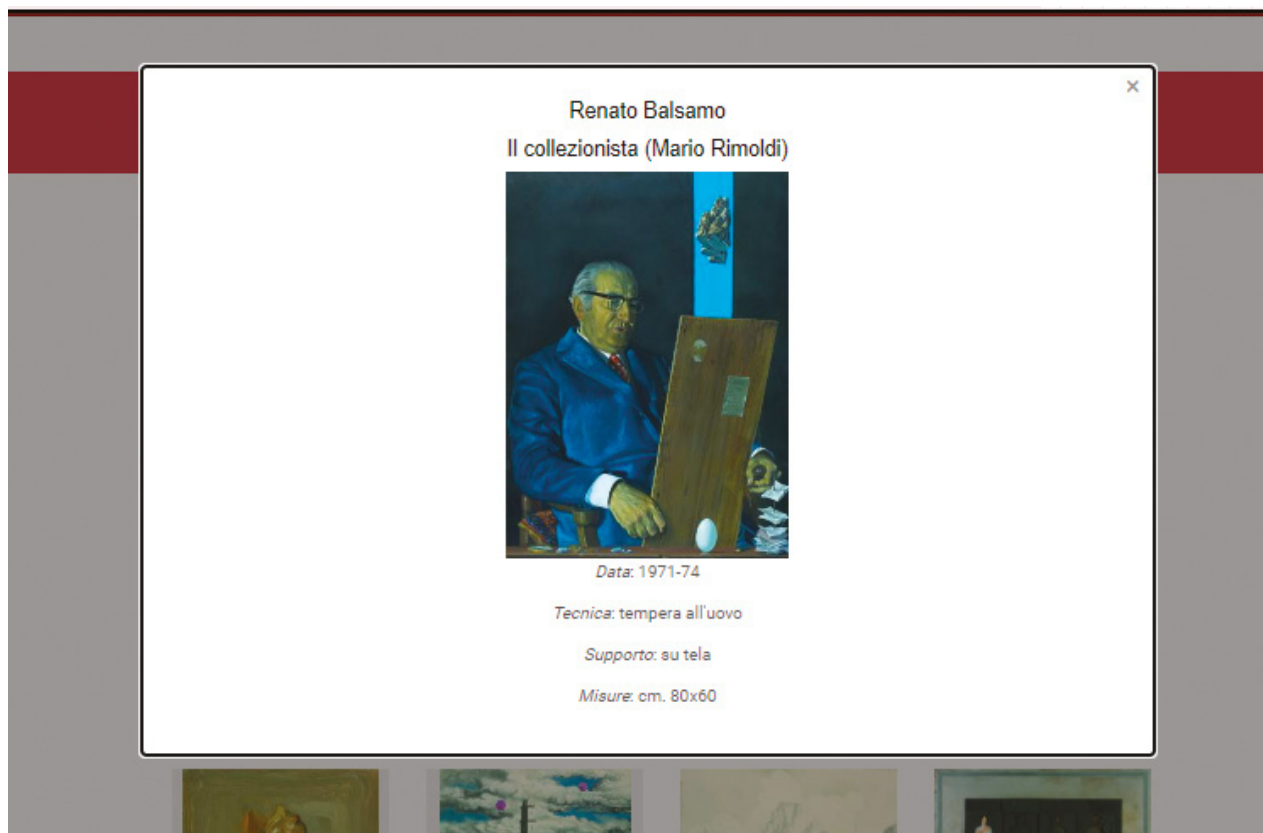 ×
Renato Balsamo
Il collezionista (Mario Rimoldi)
Data: 1971-74
Tecnica: tempera all'uovo
Supporto: su tela
Misure: cm. 80x60